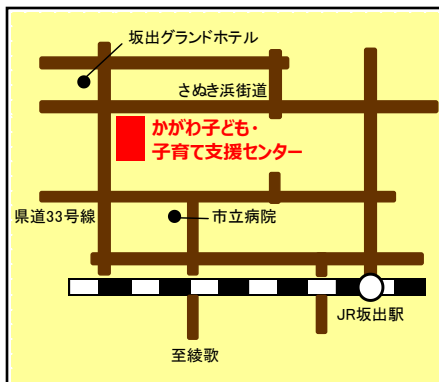 坂出グランドホテル
さぬき浜街道
かがわ子ども・
子育て支援センター
県道33号線
市立病院
JR坂出駅
至綾歌